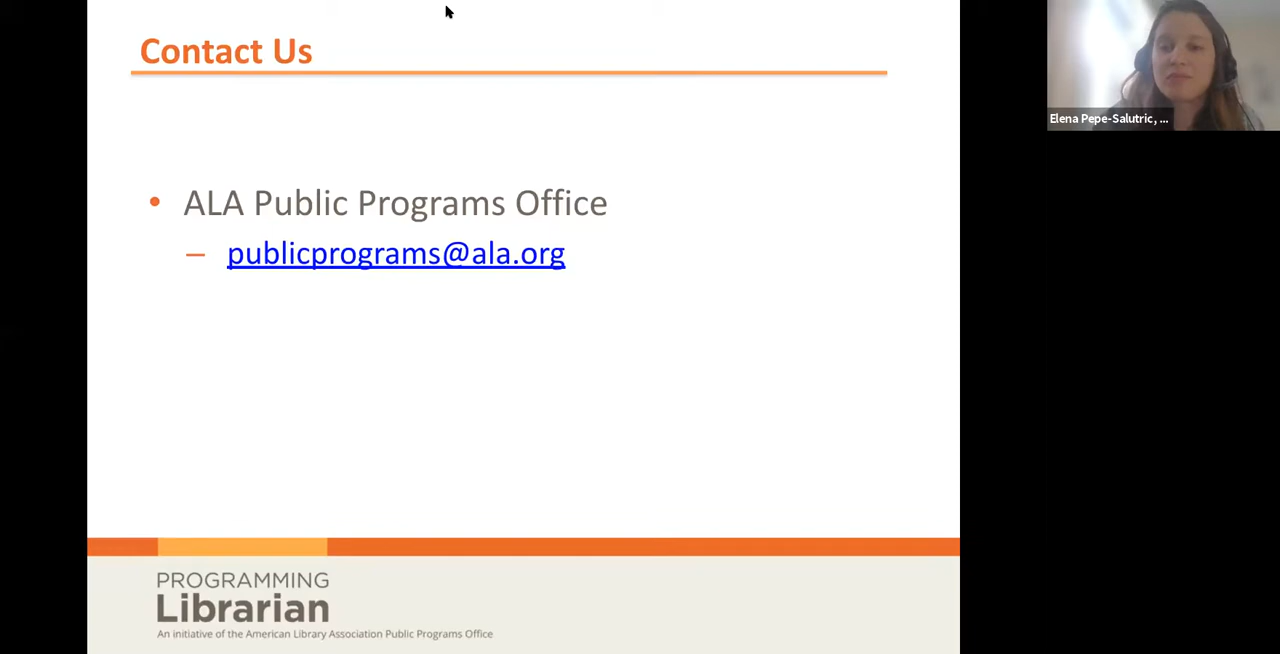 Contact Us
Elena Pepe-Salutric, ...
• ALA Public Programs Office
– publicprograms@ala.org
PROGRAMMING
Librarian
An initiative of the American Library Association Public Programs Office